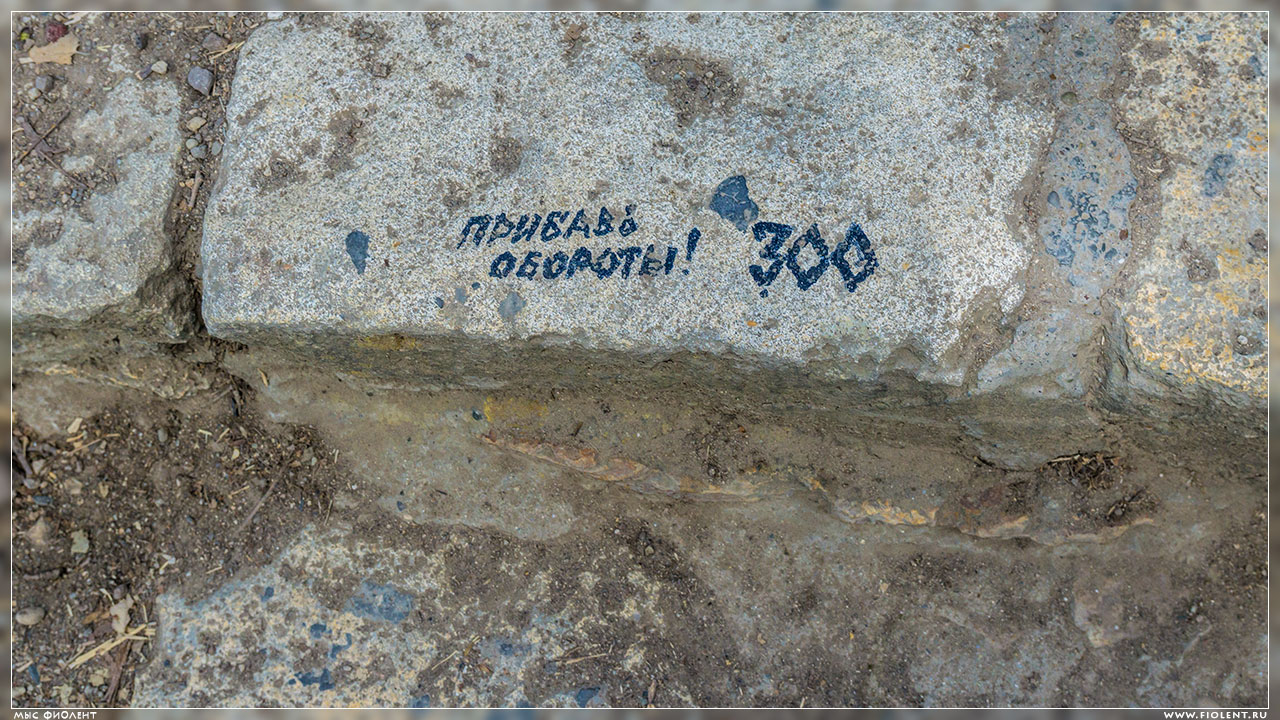 ПРИБАВЬ
ОБОРОТЫ! 300
МЫС ФИОЛЕНТ
WWW.FIOLENT.RU